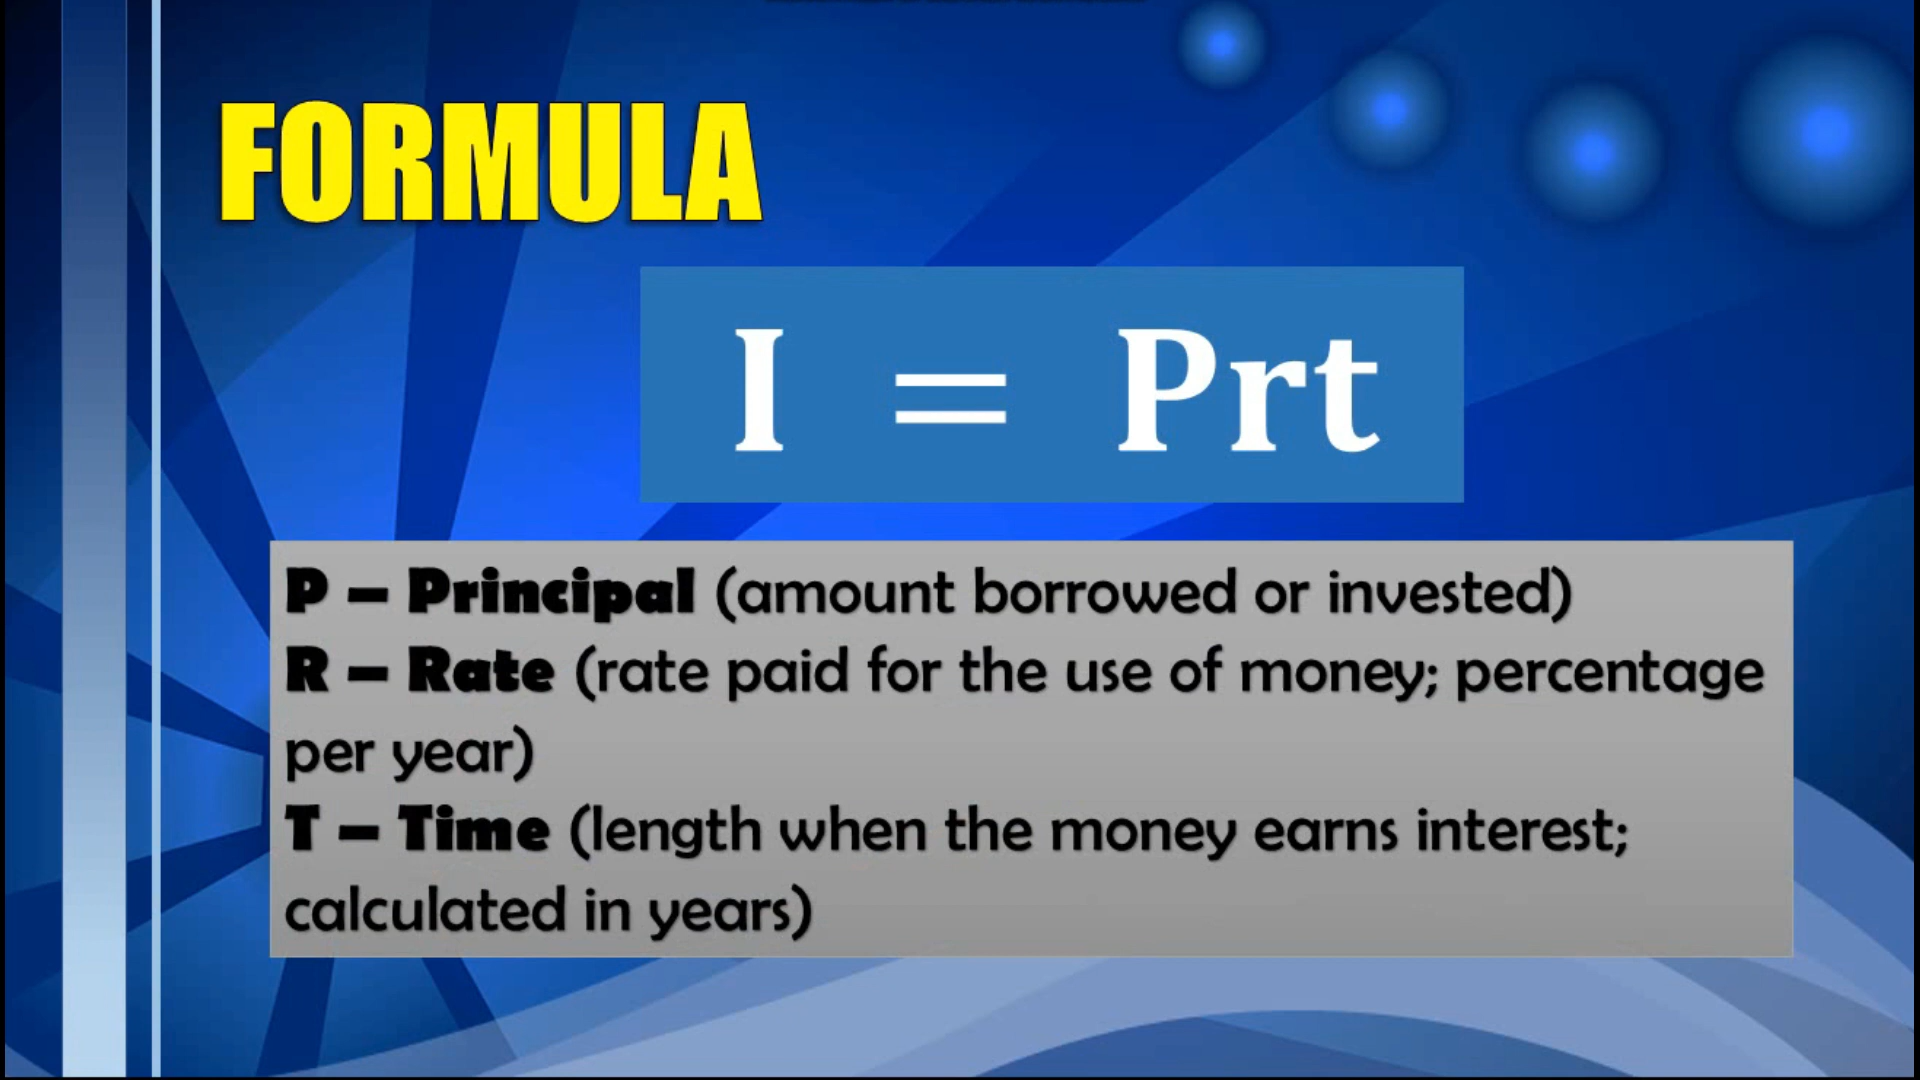 FORMULA
I = Prt
P – Principal (amount borrowed or invested)
R – Rate (rate paid for the use of money; percentage
per year)
T – Time (length when the money earns interest;
calculated in years)